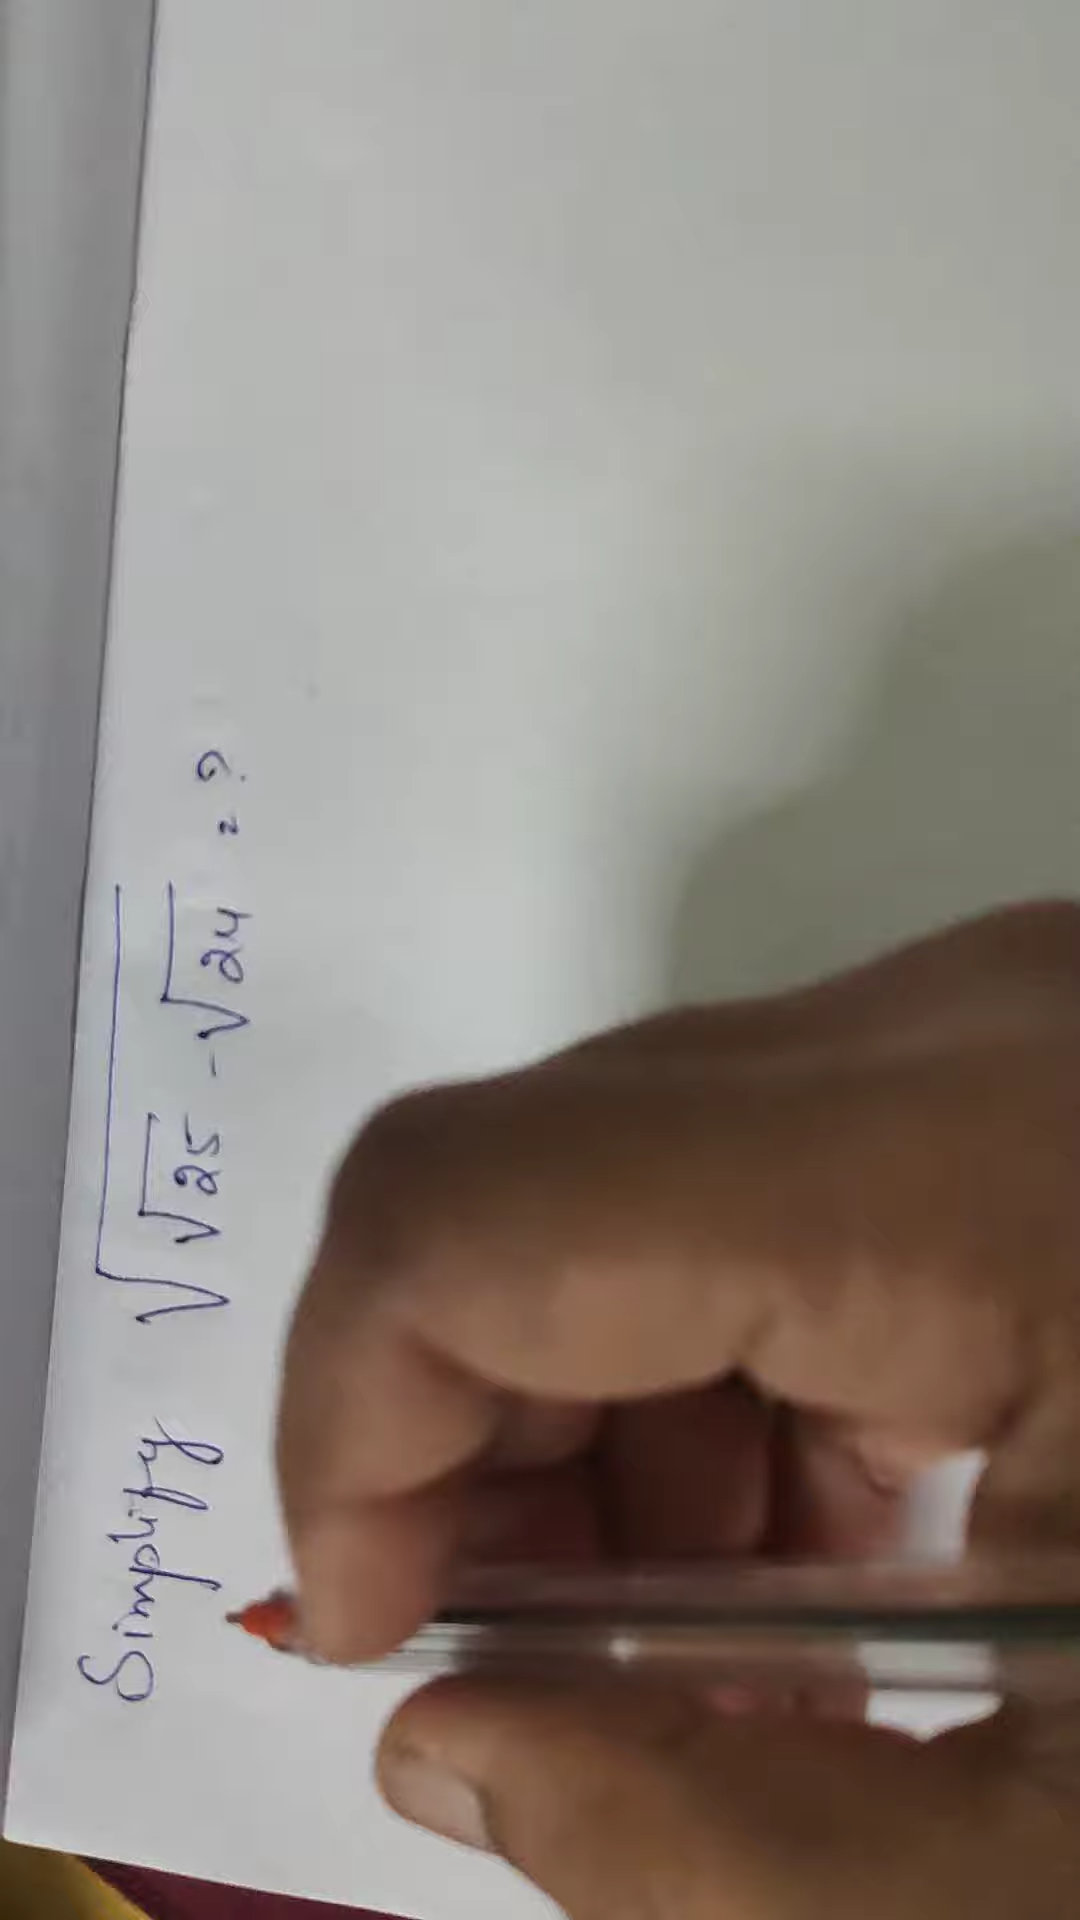 Simplify √(√25 - √24) = ?